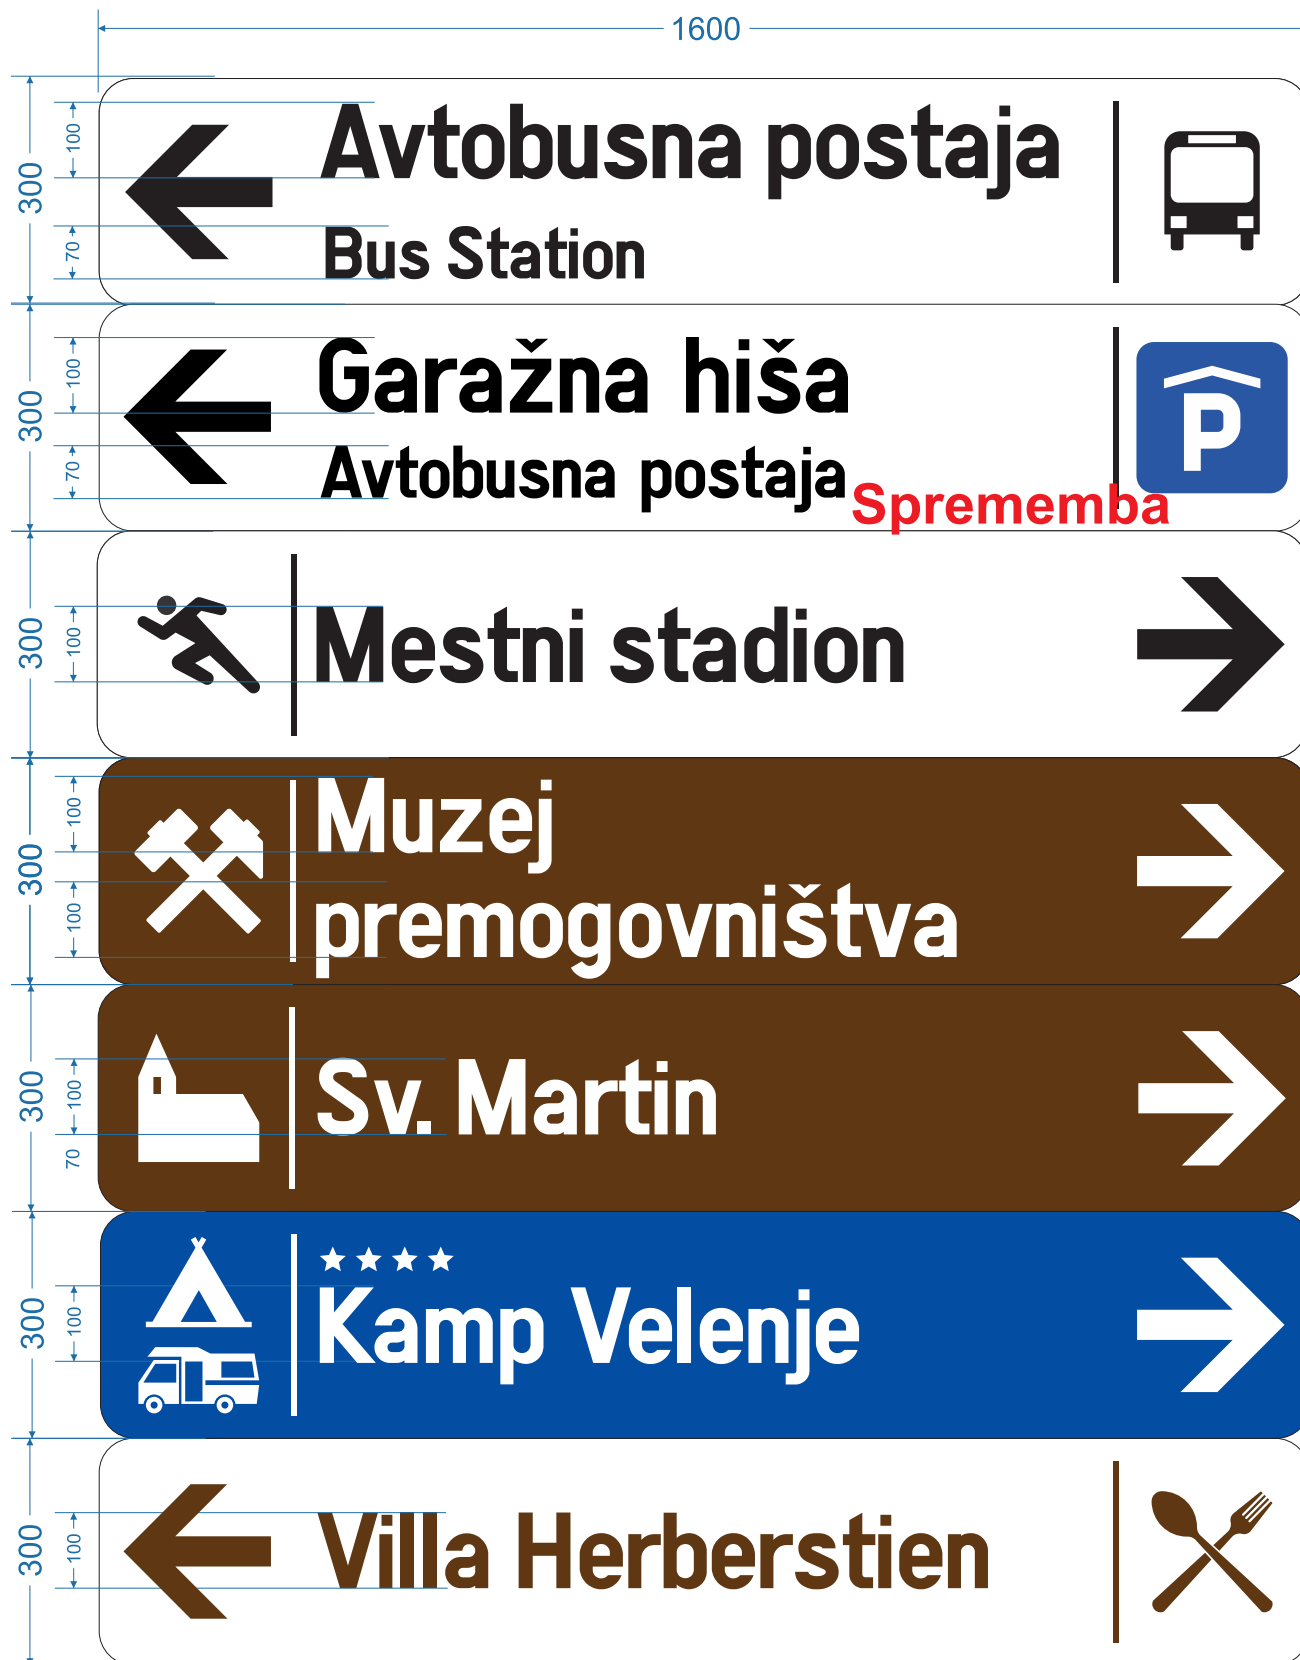 1600
300
100
70
Avtobusna postaja
Bus Station
300
100
70
Garažna hiša
Avtobusna postaja
P
Sprememba
300
100
Mestni stadion
300
100
100
Muzej
premogovništva
300
100
70
Sv. Martin
300
100
Kamp Velenje
300
100
Villa Herberstien